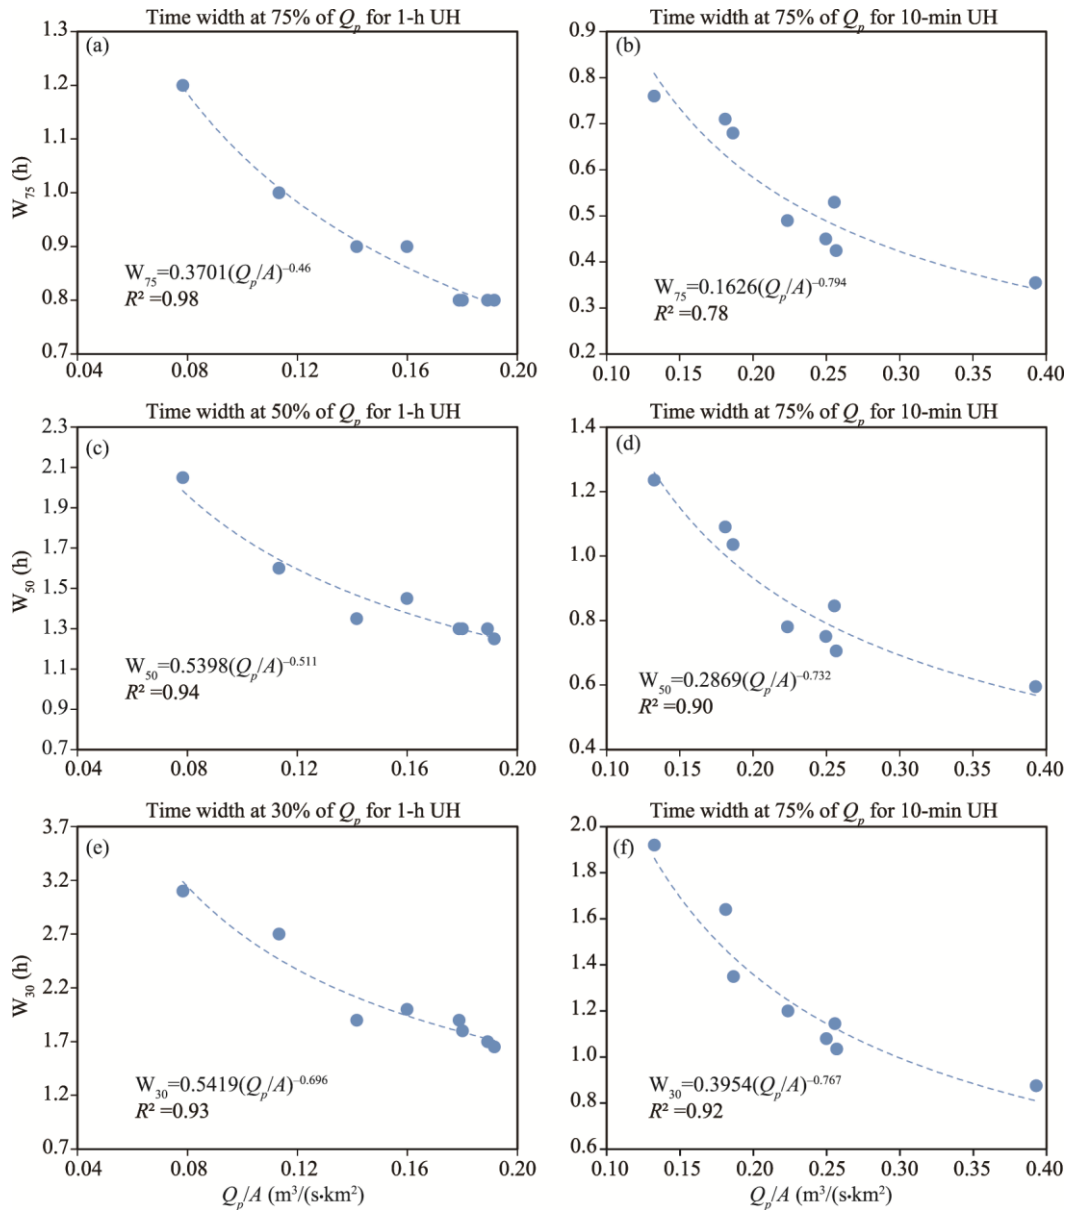 Time width at 75% of Qp for 1-h UH
(a)
1.3
1.2
1.1
1.0
0.9
0.8
0.7
W75 (h)
W75=0.3701(Qp/A)–0.46
R² =0.98
0.04 0.08 0.12 0.16 0.20
Time width at 75% of Qp for 10-min UH
(b)
0.9
0.8
0.7
0.6
0.5
0.4
0.3
0.2
W75=0.1626(Qp/A)–0.794
R² =0.78
0.10 0.15 0.20 0.25 0.30 0.35 0.40
Time width at 50% of Qp for 1-h UH
(c)
2.3
2.1
1.9
1.7
1.5
1.3
1.1
0.9
0.7
W50 (h)
W50=0.5398(Qp/A)–0.511
R² =0.94
0.04 0.08 0.12 0.16 0.20
Time width at 75% of Qp for 10-min UH
(d)
1.4
1.2
1.0
0.8
0.6
0.4
W50=0.2869(Qp/A)–0.732
R² =0.90
0.10 0.15 0.20 0.25 0.30 0.35 0.40
Time width at 30% of Qp for 1-h UH
(e)
3.7
3.2
2.7
2.2
1.7
1.2
0.7
W30 (h)
W30=0.5419(Qp/A)–0.696
R² =0.93
0.04 0.08 0.12 0.16 0.20
Qp/A (m³/(s•km²)
Time width at 75% of Qp for 10-min UH
(f)
2.0
1.8
1.6
1.4
1.2
1.0
0.8
0.6
W30=0.3954(Qp/A)–0.767
R² =0.92
0.10 0.15 0.20 0.25 0.30 0.35 0.40
Qp/A (m³/(s•km²)